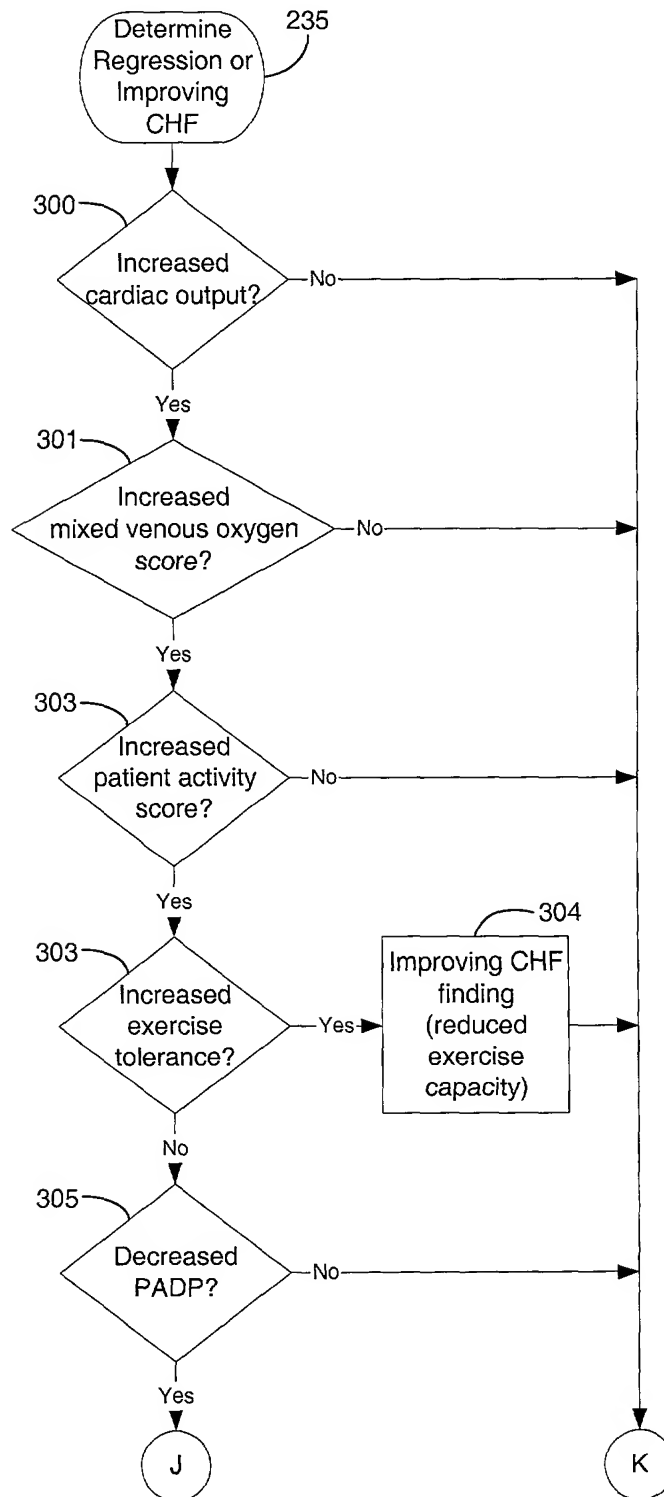 Determine
Regression or
Improving
CHF
235
300
Increased
cardiac output?
No
Yes
301
Increased
mixed venous oxygen
score?
No
Yes
303
Increased
patient activity
score?
No
Yes
303
Increased
exercise
tolerance?
Yes
304
Improving CHF
finding
(reduced
exercise
capacity)
No
305
Decreased
PADP?
No
Yes
J
K